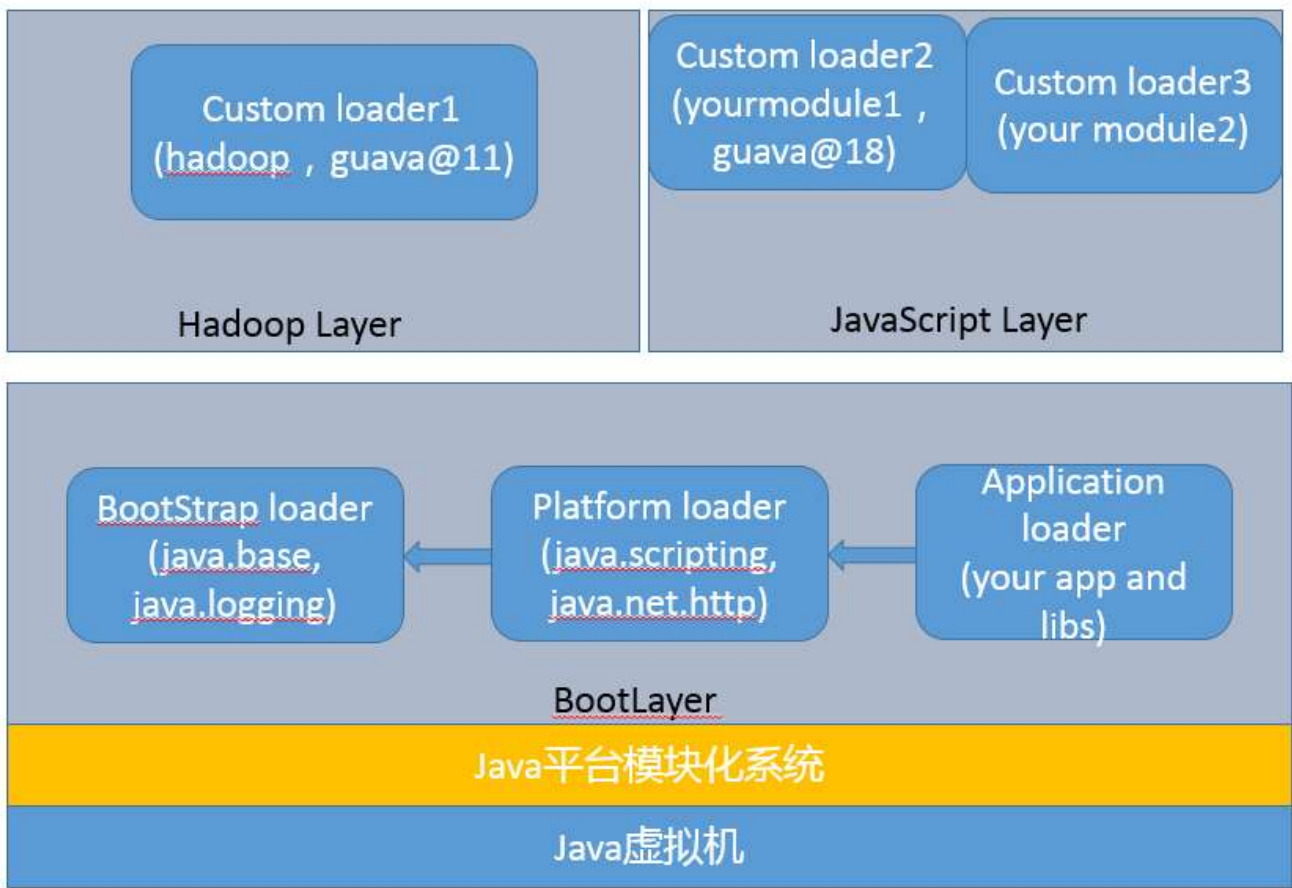 Custom loader1
(hadoop，guava@11)
Hadoop Layer
Custom loader2
(yourmodule1，
guava@18)
Custom loader3
(your module2)
JavaScript Layer
BootStrap loader
(java.base,
java.logging)
Platform loader
(java.scripting,
java.net.http)
Application
loader
(your app and
libs)
BootLayer
Java平台模块化系统
Java虚拟机